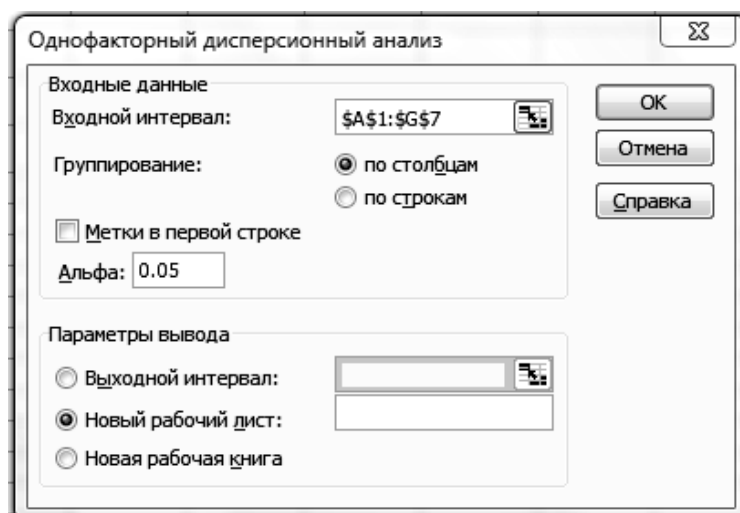 Однофакторный дисперсионный анализ
Входные данные
Входной интервал: $A$1:$G$7
Группирование: по столбцам
по строкам
Метки в первой строке
Альфа: 0.05
ОК
Отмена
Справка
Параметры вывода
Выходной интервал:
Новый рабочий лист:
Новая рабочая книга